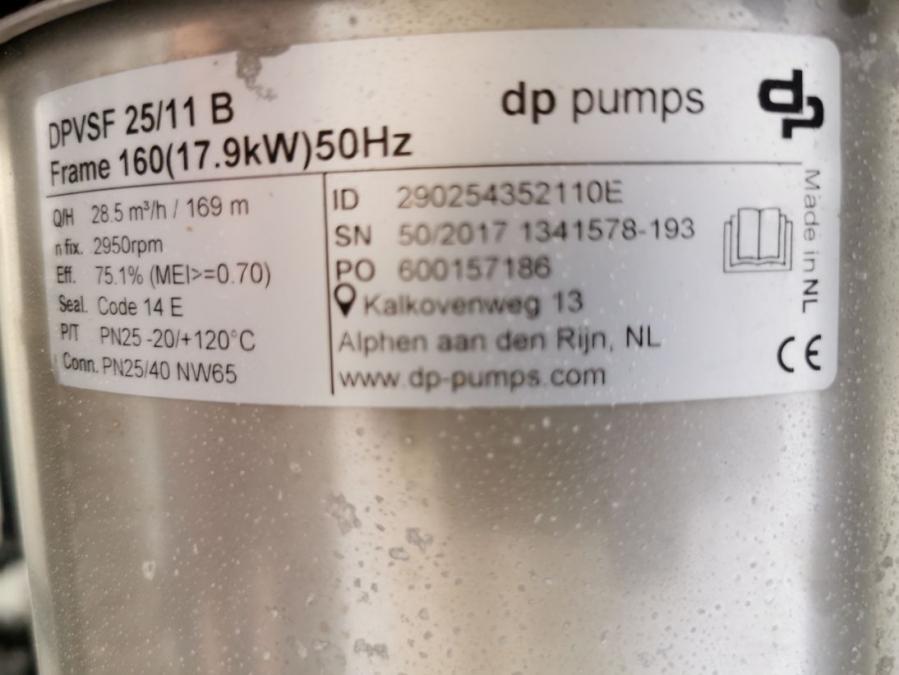 DPVSF 25/11 B
Frame 160(17.9kW)50Hz
dp pumps
dp
Q/H 28.5 m³/h / 169 m
n fix. 2950rpm
Eff. 75.1% (MEI>=0.70)
Seal. Code 14 E
P/T PN25 -20/+120°C
Conn. PN25/40 NW65
ID 290254352110E
SN 50/2017 1341578-193
PO 600157186
Kalkovenweg 13
Alphen aan den Rijn, NL
www.dp-pumps.com
Made in NL
CE